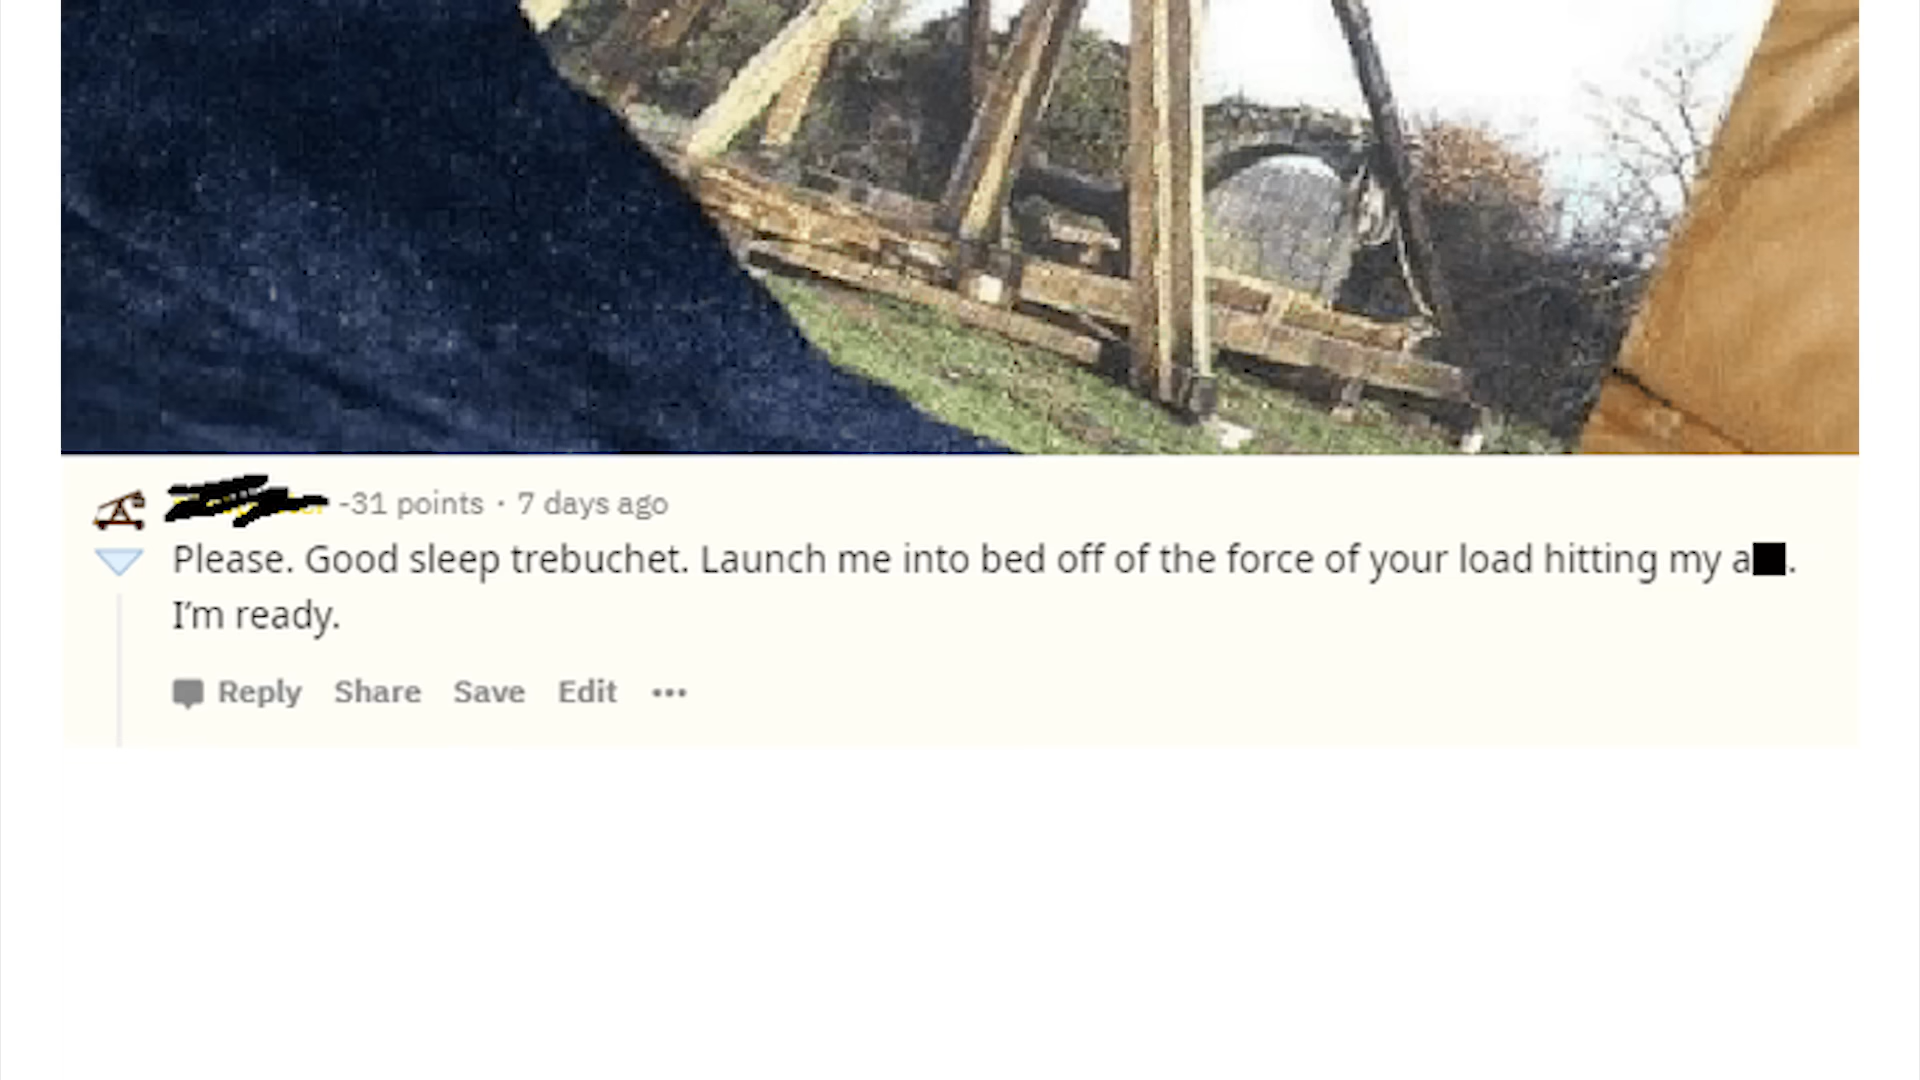 -31 points · 7 days ago
Please. Good sleep trebuchet. Launch me into bed off of the force of your load hitting my a■.
I'm ready.
Reply Share Save Edit •••